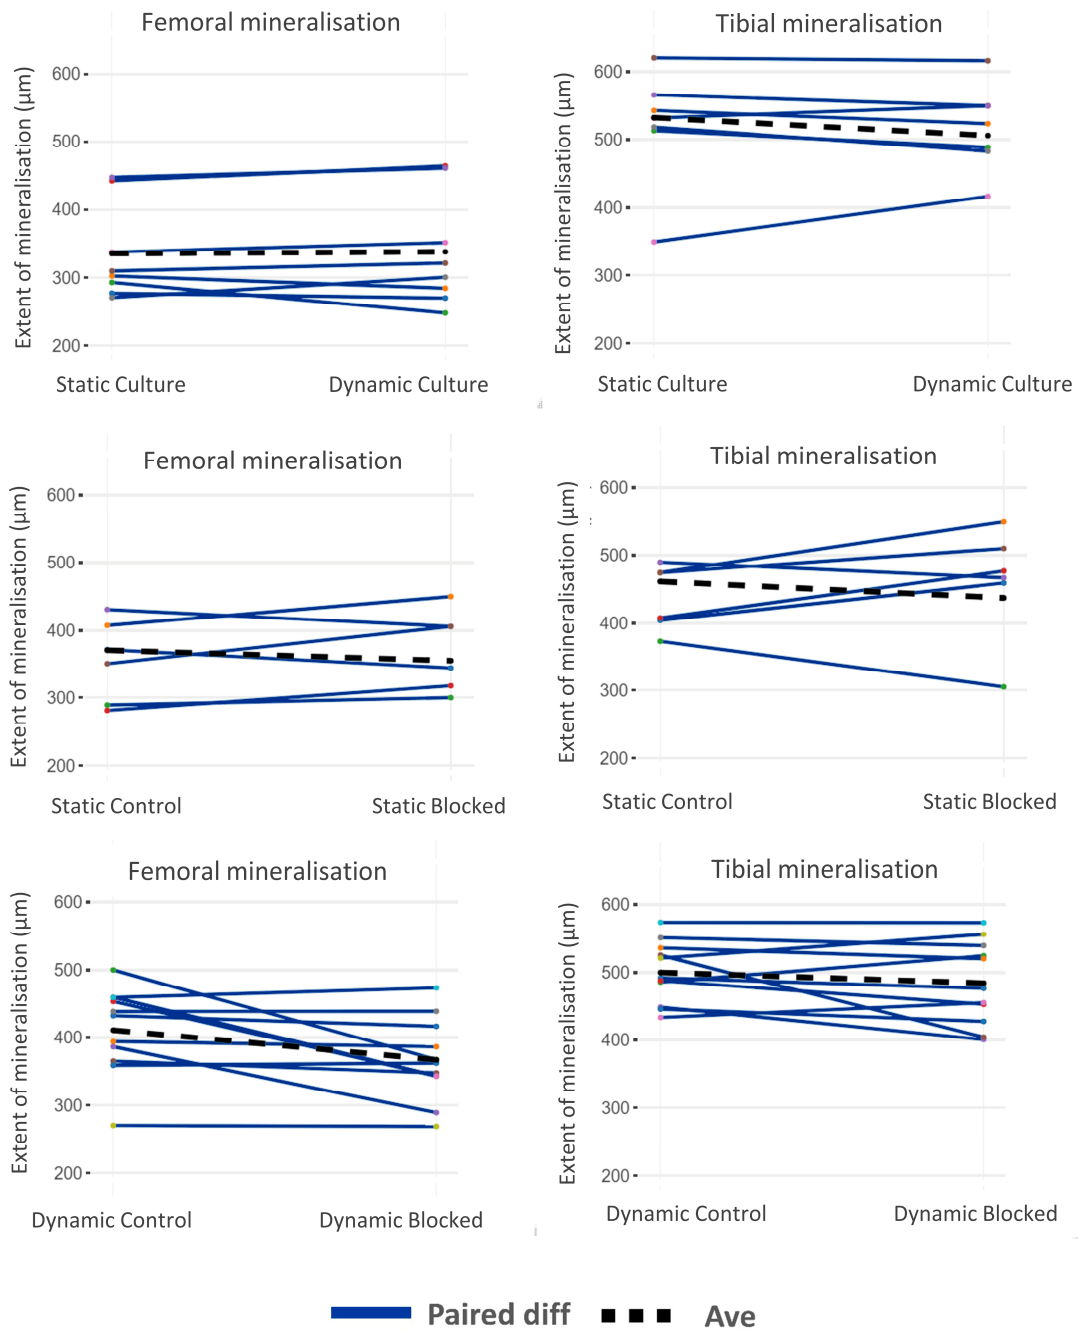 Femoral mineralisation
Extent of mineralisation (μm)
600
500
400
300
200
Static Culture
Dynamic Culture
Tibial mineralisation
Extent of mineralisation (μm)
600
500
400
300
200
Static Culture
Dynamic Culture
Femoral mineralisation
Extent of mineralisation (μm)
600
500
400
300
200
Static Control
Static Blocked
Tibial mineralisation
Extent of mineralisation (μm)
600
500
400
300
200
Static Control
Static Blocked
Femoral mineralisation
Extent of mineralisation (μm)
600
500
400
300
200
Dynamic Control
Dynamic Blocked
Tibial mineralisation
Extent of mineralisation (μm)
600
500
400
300
200
Dynamic Control
Dynamic Blocked
Paired diff
Ave